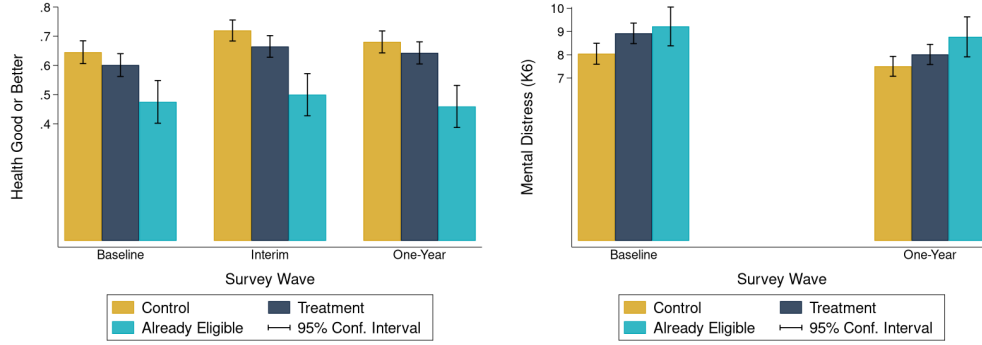 Health Good or Better
.8
.7
.6
.5
.4
Baseline Interim One-Year
Survey Wave
Control Treatment
Already Eligible 95% Conf. Interval
Mental Distress (K6)
10
9
8
7
Baseline One-Year
Survey Wave
Control Treatment
Already Eligible 95% Conf. Interval